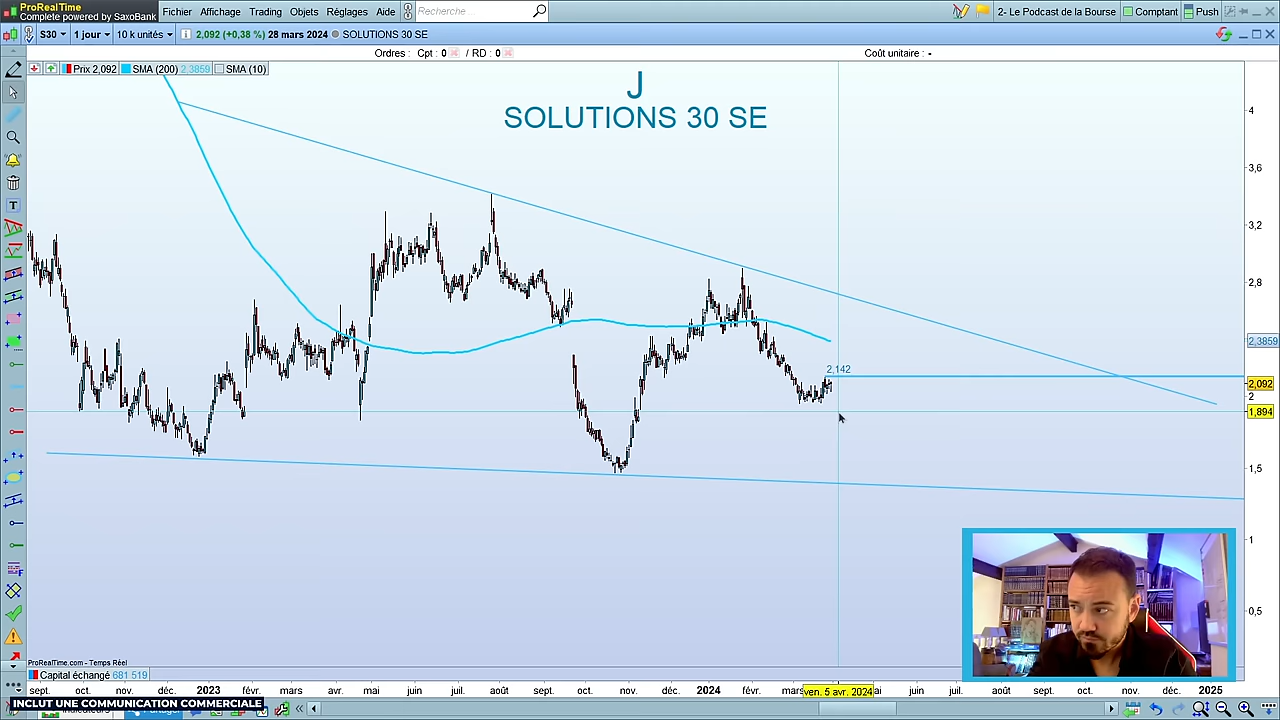 ProRealTime
Complete powered by SaxoBank
Fichier Affichage Trading Objets Réglages Aide Recherche 2- Le Podcast de la Bourse Comptant Push
S30 1 jour 10 k unités 2,092 (+0,38 %) 28 mars 2024 SOLUTIONS 30 SE
Ordres : Cpt : 0 / RD : 0 Coût unitaire : -
Prix 2,092 SMA (200) 2.3859 SMA (10)
J
SOLUTIONS 30 SE
4
3,6
3,2
2,8
2,3859
2,142
2,092
2
1,894
1,5
1
0,5
ProRealTime.com - Temps Réel
Capital échangé 681 519
sept. oct. nov. déc. 2023 févr. mars avr. mai juin juil. août sept. oct. nov. déc. 2024 févr. mars ven. 5 avr. 2024 juin juil. août sept. oct. nov. déc. 2025
INCLUT UNE COMMUNICATION COMMERCIALE